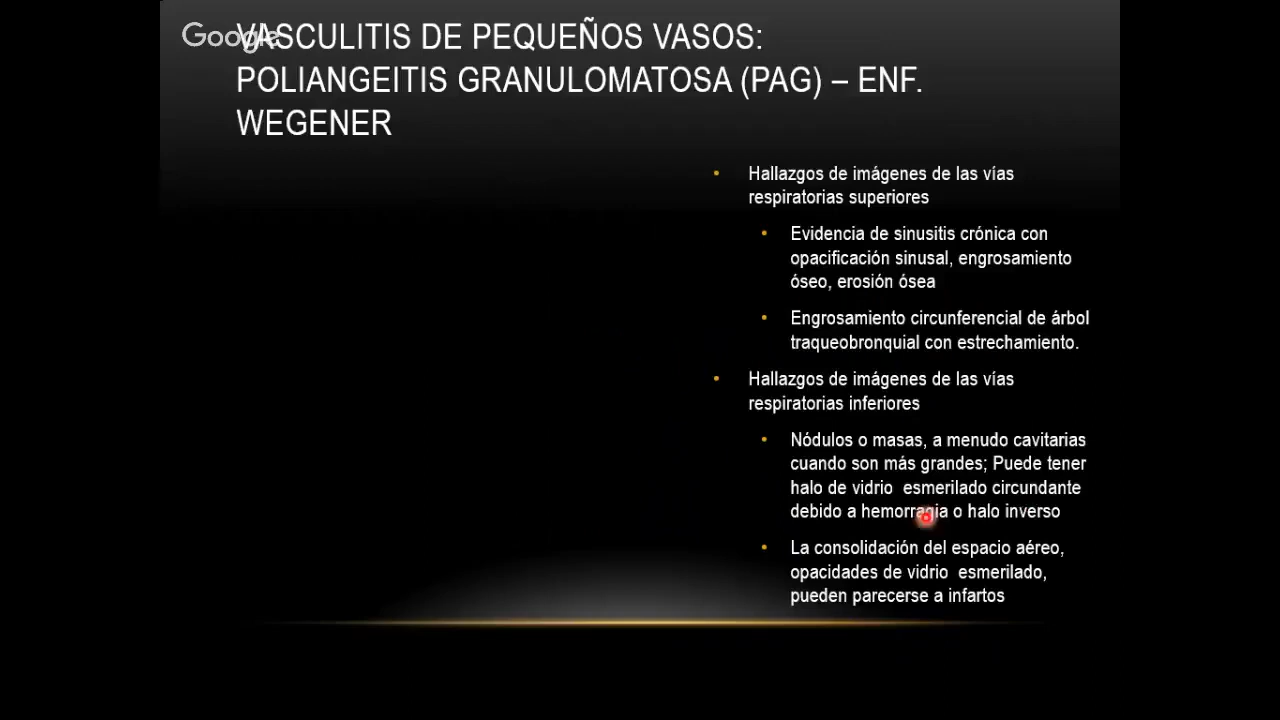 Google
VASCULITIS DE PEQUEÑOS VASOS:
POLIANGEITIS GRANULOMATOSA (PAG) – ENF.
WEGENER
• Hallazgos de imágenes de las vías
respiratorias superiores
• Evidencia de sinusitis crónica con
opacificación sinusal, engrosamiento
óseo, erosión ósea
• Engrosamiento circunferencial de árbol
traqueobronquial con estrechamiento.
• Hallazgos de imágenes de las vías
respiratorias inferiores
• Nódulos o masas, a menudo cavitarias
cuando son más grandes; Puede tener
halo de vidrio esmerilado circundante
debido a hemorragia o halo inverso
• La consolidación del espacio aéreo,
opacidades de vidrio esmerilado,
pueden parecerse a infartos